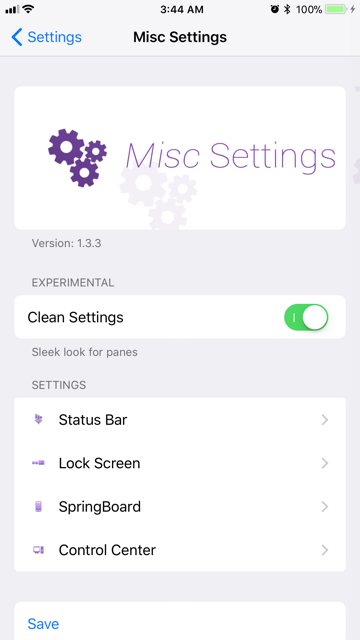 3:44 AM
100%
Settings
Misc Settings
Misc Settings
Version: 1.3.3
EXPERIMENTAL
Clean Settings
Sleek look for panes
SETTINGS
Status Bar
Lock Screen
SpringBoard
Control Center
Save